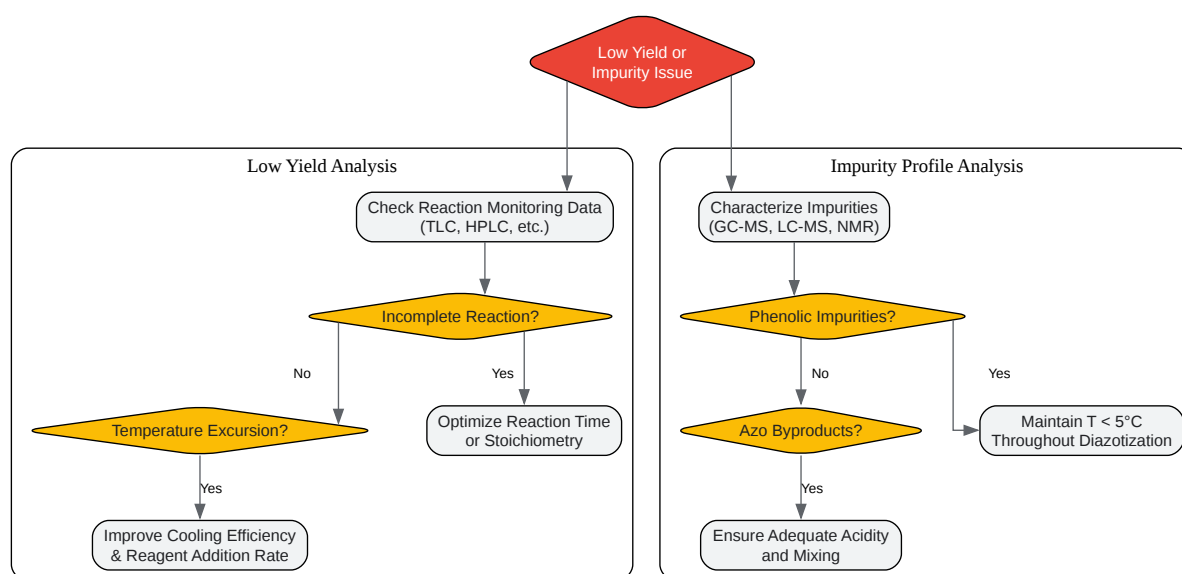 Low Yield or
Impurity Issue
Low Yield Analysis
Impurity Profile Analysis
Check Reaction Monitoring Data
(TLC, HPLC, etc.)
Characterize Impurities
(GC-MS, LC-MS, NMR)
Incomplete Reaction?
Phenolic Impurities?
No
Yes
No
Yes
Temperature Excursion?
Optimize Reaction Time
or Stoichiometry
Azo Byproducts?
Maintain T < 5°C
Throughout Diazotization
Yes
Yes
Improve Cooling Efficiency
& Reagent Addition Rate
Ensure Adequate Acidity
and Mixing